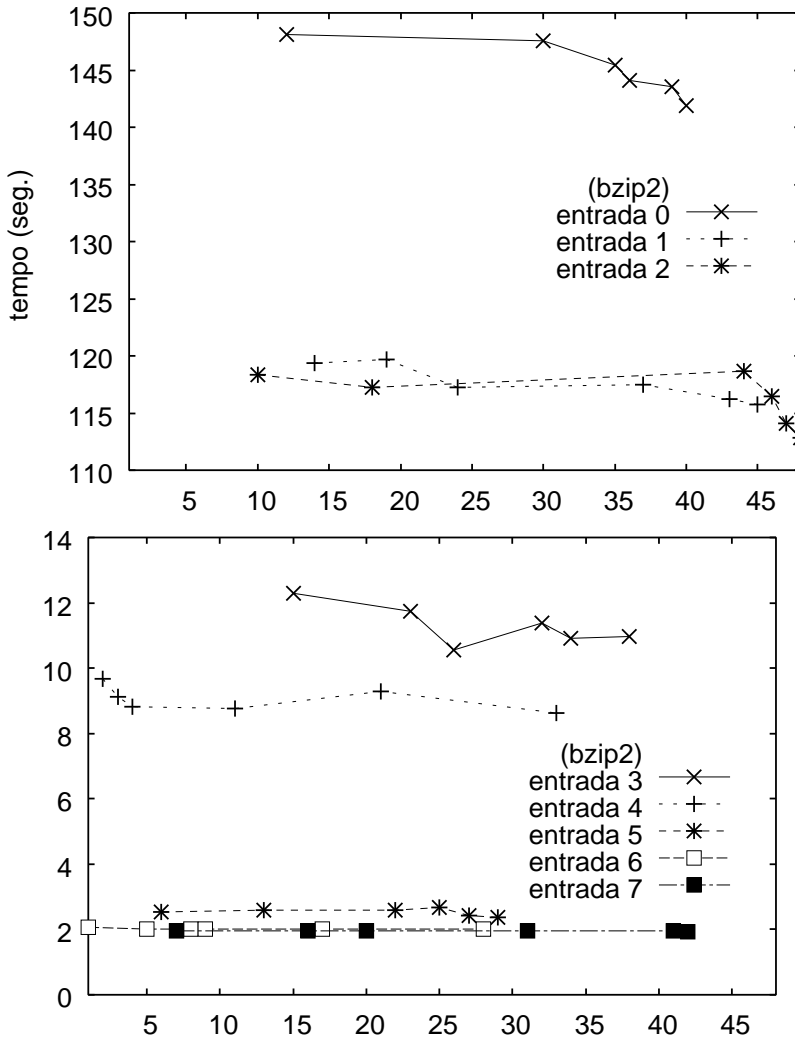 150
145
140
135
130
125
120
115
110
tempo (seg.)
(bzip2)
entrada 0
entrada 1
entrada 2
5 10 15 20 25 30 35 40 45
14
12
10
8
6
4
2
0
(bzip2)
entrada 3
entrada 4
entrada 5
entrada 6
entrada 7
5 10 15 20 25 30 35 40 45